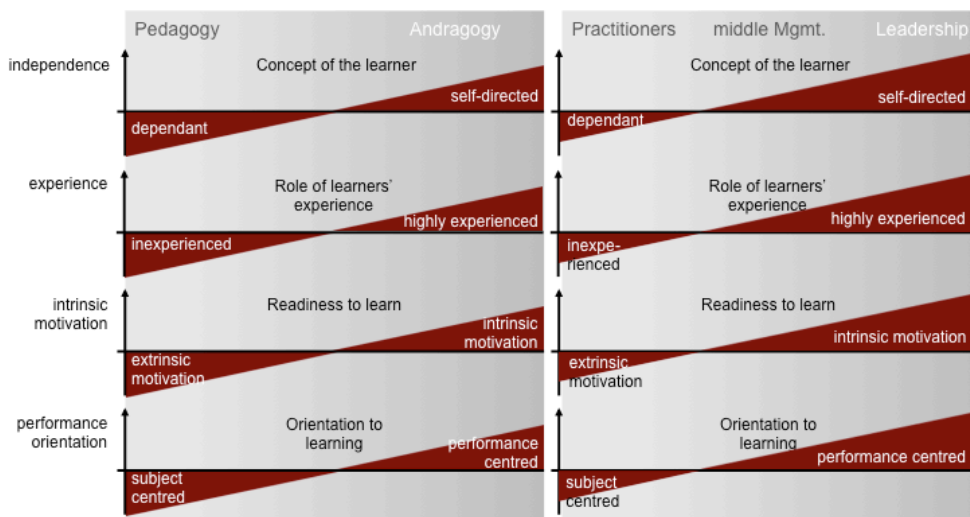 Pedagogy Andragogy
Practitioners middle Mgmt. Leadership
independence
Concept of the learner
self-directed
dependant
Concept of the learner
self-directed
dependant
experience
Role of learners'
experience
highly experienced
inexperienced
Role of learners'
experience
highly experienced
inexpe-
rienced
intrinsic
motivation
Readiness to learn
intrinsic
motivation
extrinsic
motivation
Readiness to learn
intrinsic motivation
extrinsic
motivation
performance
orientation
Orientation to
learning
performance
centred
subject
centred
Orientation to
learning
performance centred
subject
centred